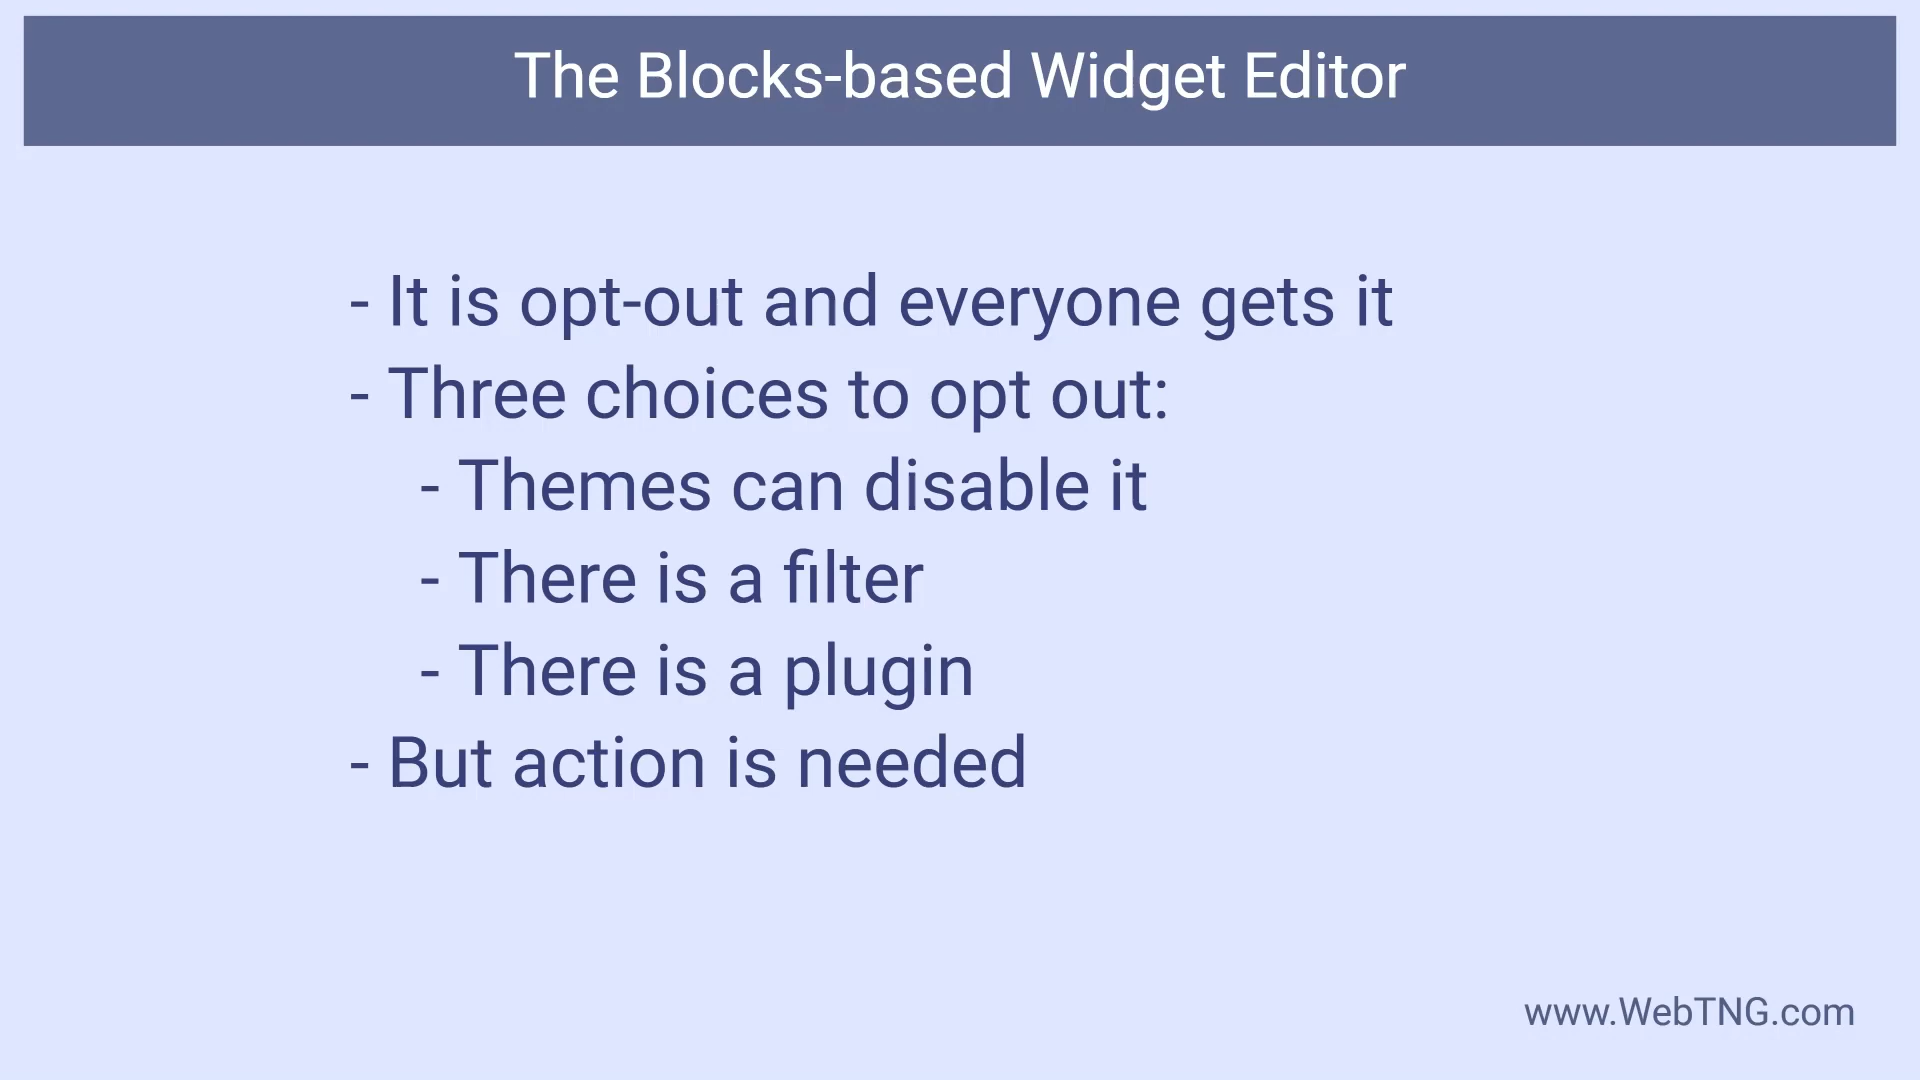 The Blocks-based Widget Editor
- It is opt-out and everyone gets it
- Three choices to opt out:
- Themes can disable it
- There is a filter
- There is a plugin
- But action is needed
www.WebTNG.com